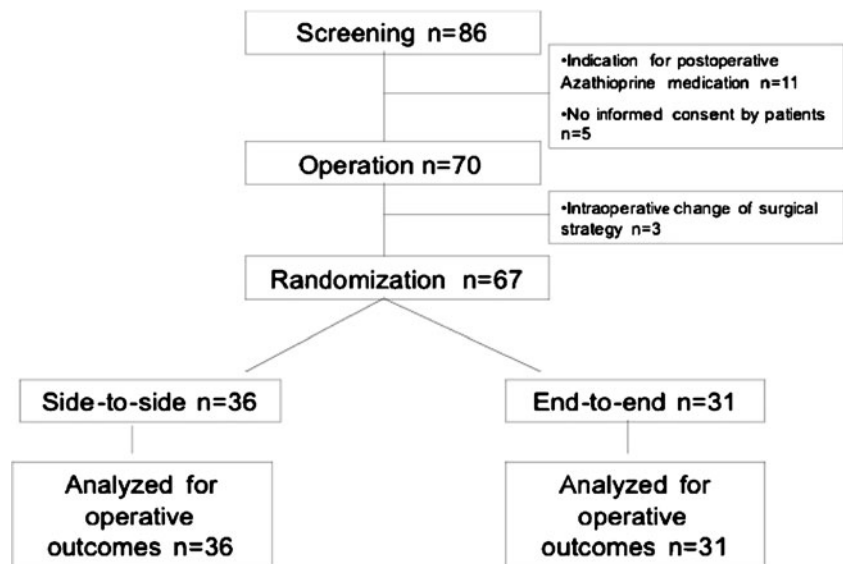 Screening n=86
•Indication for postoperative
Azathioprine medication n=11
•No informed consent by patients
n=5
Operation n=70
•Intraoperative change of surgical
strategy n=3
Randomization n=67
Side-to-side n=36
End-to-end n=31
Analyzed for
operative
outcomes n=36
Analyzed for
operative
outcomes n=31